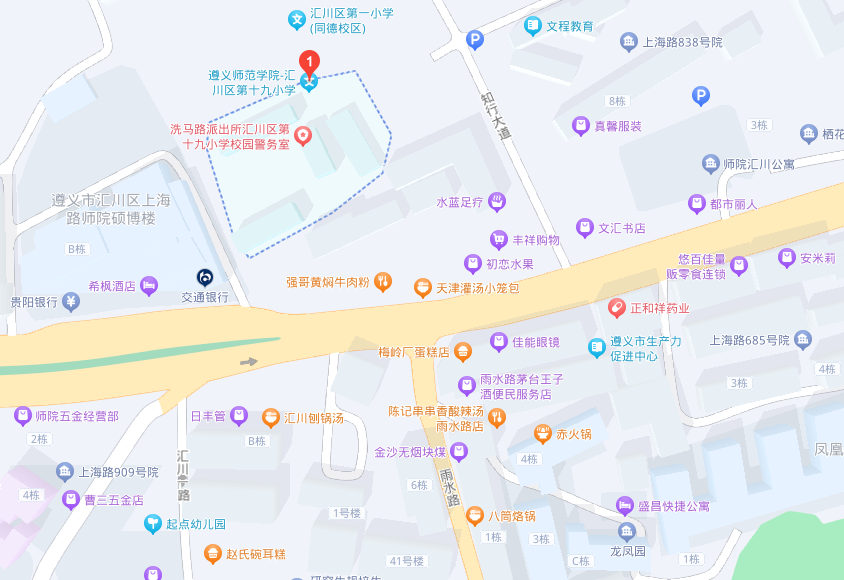 汇川区第一小学
(同德校区)
文程教育
P
上海路838号院
1
遵义师范学院-汇
川区第十九小学
P
知行大道
8栋
真馨服装
3栋
栖花
洗马路派出所汇川区第
十九小学校园警务室
师院汇川公寓
遵义市汇川区上海
路师院硕博楼
水蓝足疗
都市丽人
文汇书店
B栋
丰祥购物
初恋水果
悠百佳量
贩零食连锁
安米莉
希枫酒店
交通银行
强哥黄焖牛肉粉
天津灌汤小笼包
贵阳银行
正和祥药业
佳能眼镜
遵义市生产力
促进中心
上海路685号院
梅岭厂蛋糕店
4栋
雨水路茅台王子
酒便民服务店
3栋
师院五金经营部
日丰管
汇川刨锅汤
陈记串串香酸辣汤
雨水路店
2栋
B栋
赤火锅
凤凰
金沙无烟块煤
4栋
上海路909号院
汇川路
6栋
雨水路
4栋
曹三五金店
1号楼
盛昌快捷公寓
起点幼儿园
八筒烙锅
1栋
3栋
龙凤园
赵氏碗耳糕
41号楼
C栋
1栋